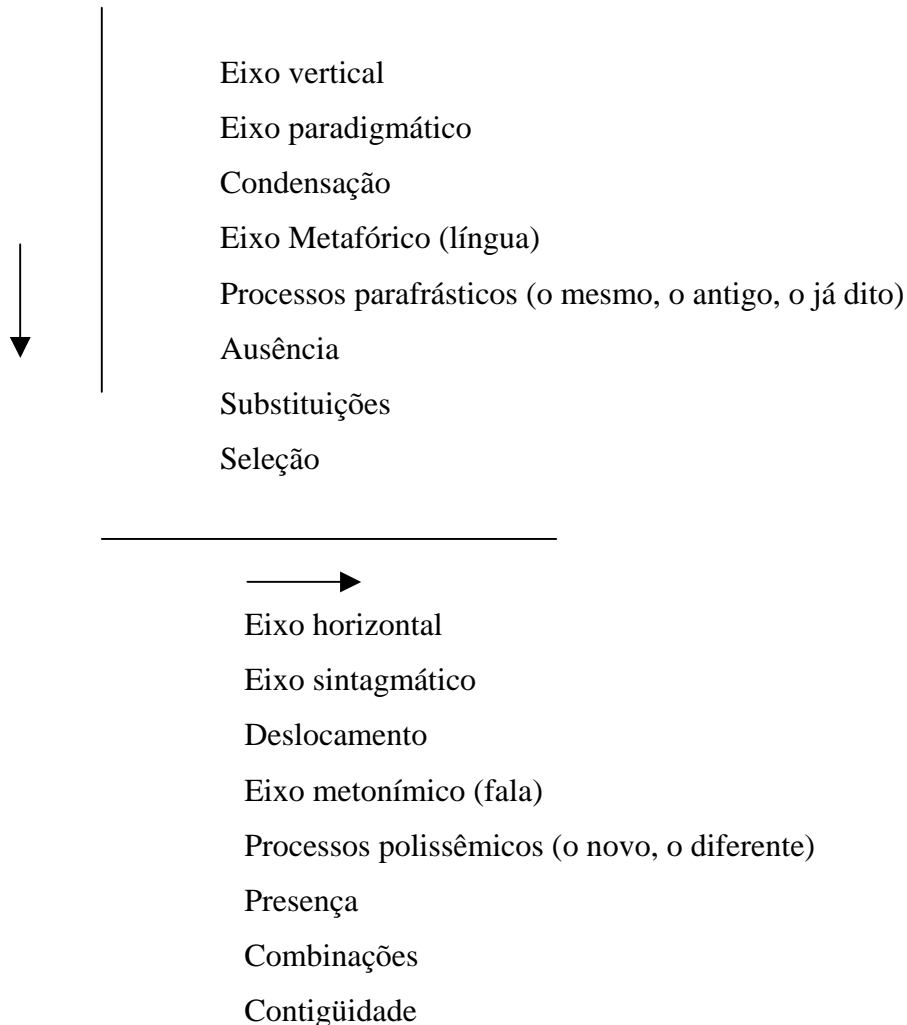 Eixo vertical
Eixo paradigmático
Condensação
Eixo Metafórico (língua)
Processos parafrásticos (o mesmo, o antigo, o já dito)
Ausência
Substituições
Seleção
Eixo horizontal
Eixo sintagmático
Deslocamento
Eixo metonímico (fala)
Processos polissêmicos (o novo, o diferente)
Presença
Combinações
Contigüidade